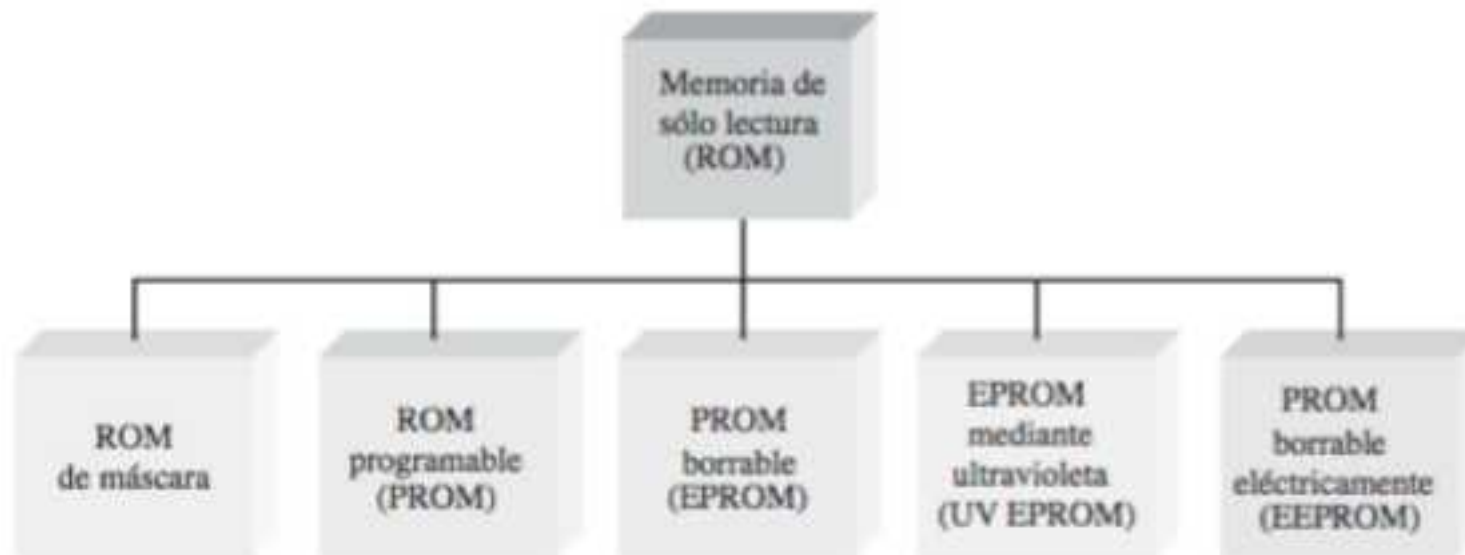 Memoria de
sólo lectura
(ROM)
ROM
de máscara
ROM
programable
(PROM)
PROM
borrable
(EPROM)
EPROM
mediante
ultravioleta
(UV EPROM)
PROM
borrable
eléctricamente
(EEPROM)